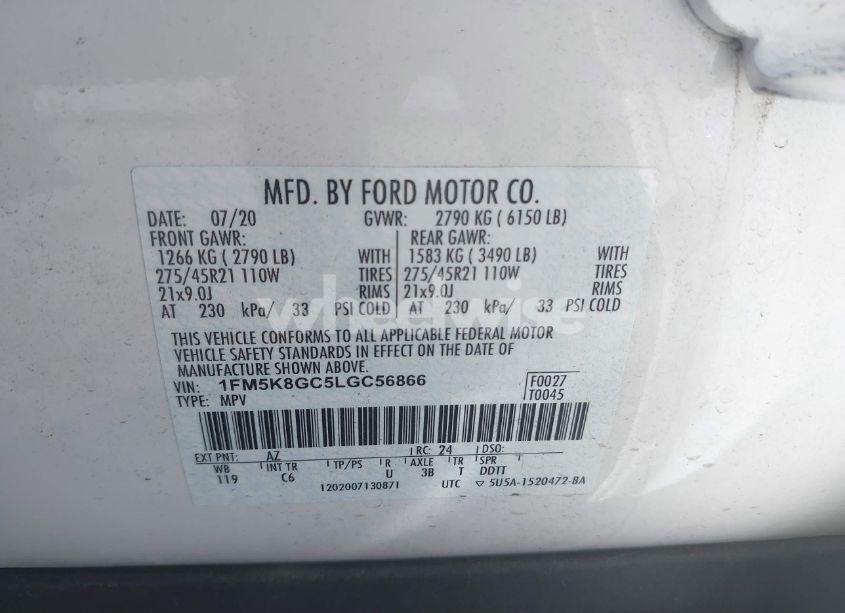 MFD. BY FORD MOTOR CO.
DATE: 07/20 GVWR: 2790 KG ( 6150 LB)
FRONT GAWR: REAR GAWR:
1266 KG ( 2790 LB) WITH 1583 KG ( 3490 LB) WITH
275/45R21 110W TIRES 275/45R21 110W TIRES
21x9.0J RIMS 21x9.0J RIMS
AT 230 kPa/ 33 PSI COLD AT 230 kPa/ 33 PSI COLD
wheelwise
THIS VEHICLE CONFORMS TO ALL APPLICABLE FEDERAL MOTOR
VEHICLE SAFETY STANDARDS IN EFFECT ON THE DATE OF
MANUFACTURE SHOWN ABOVE.
VIN: 1FM5K8GC5LGC56866 F0027
TYPE: MPV T0045
EXT PNT: AZ RC: 24 DSO:
WB INT TR TP/PS R AXLE TR SPR
119 C6 U 3B T DDTT
1202007130871 UTC ▽ 5U5A-1520472-BA